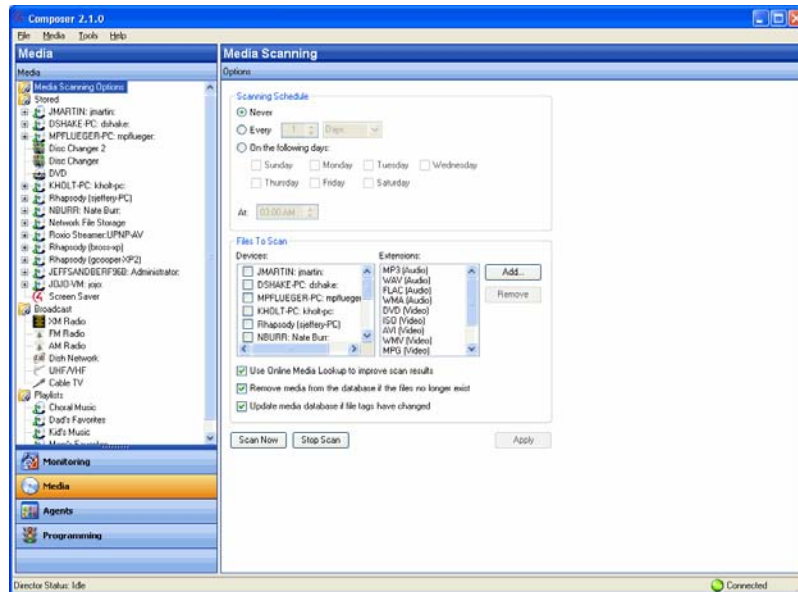 Composer 2.1.0
File Media Tools Help
Media
Media
Media Scanning Options
Stored
JMARTIN: jmartin:
DSHAKE-PC: dshake:
MPFLUEGER-PC: mpflueger:
Disc Changer 2
Disc Changer
DVD
KHOLT-PC: kholt-pc:
Rhapsody (sjeffery-PC)
NBURR: Nate Burr:
Network File Storage
Roxio Streamer:UPNP-AV
Rhapsody (bross-xp)
Rhapsody (gcooper-XP2)
JEFFSANDBERF96B: Administrator:
JOJO-VM: jojo:
Screen Saver
Broadcast
XM Radio
FM Radio
AM Radio
Dish Network
UHF/VHF
Cable TV
Playlists
Choral Music
Dad's Favorites
Kid's Music
Mom's Favorites
Monitoring
Media
Agents
Programming
Media Scanning
Options
Scanning Schedule
Never
Every 1 Days
On the following days:
Sunday Monday Tuesday Wednesday
Thursday Friday Saturday
At: 03:00 AM
Files To Scan
Devices:
JMARTIN: jmartin:
DSHAKE-PC: dshake:
MPFLUEGER-PC: mpflueger
KHOLT-PC: kholt-pc:
Rhapsody (sjeffery-PC)
NBURR: Nate Burr:
Extensions:
MP3 (Audio)
WAV (Audio)
FLAC (Audio)
WMA (Audio)
DVD (Video)
ISO (Video)
AVI (Video)
WMV (Video)
MPG (Video)
Add...
Remove
Use Online Media Lookup to improve scan results
Remove media from the database if the files no longer exist
Update media database if file tags have changed
Scan Now Stop Scan Apply
Director Status: Idle
Connected